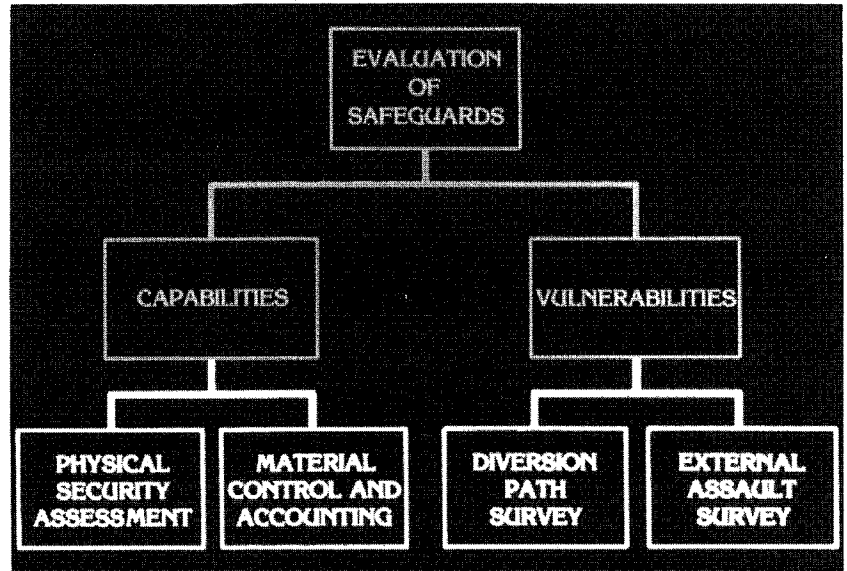 EVALUATION
OF
SAFEGUARDS
CAPABILITIES
VULNERABILITIES
PHYSICAL
SECURITY
ASSESSMENT
MATERIAL
CONTROL AND
ACCOUNTING
DIVERSION
PATH
SURVEY
EXTERNAL
ASSAULT
SURVEY